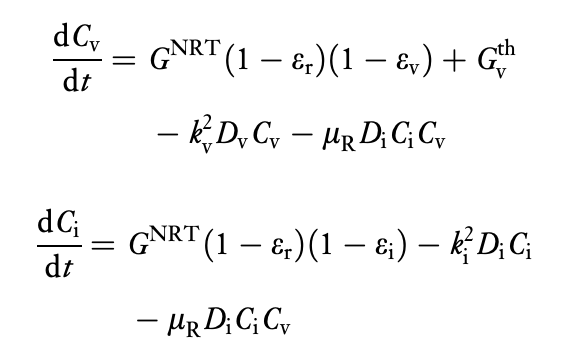 dC_v/dt = G^NRT(1 − ε_r)(1 − ε_v) + G_v^th
− k_v^2 D_v C_v − μ_R D_i C_i C_v
dC_i/dt = G^NRT(1 − ε_r)(1 − ε_i) − k_i^2 D_i C_i
− μ_R D_i C_i C_v